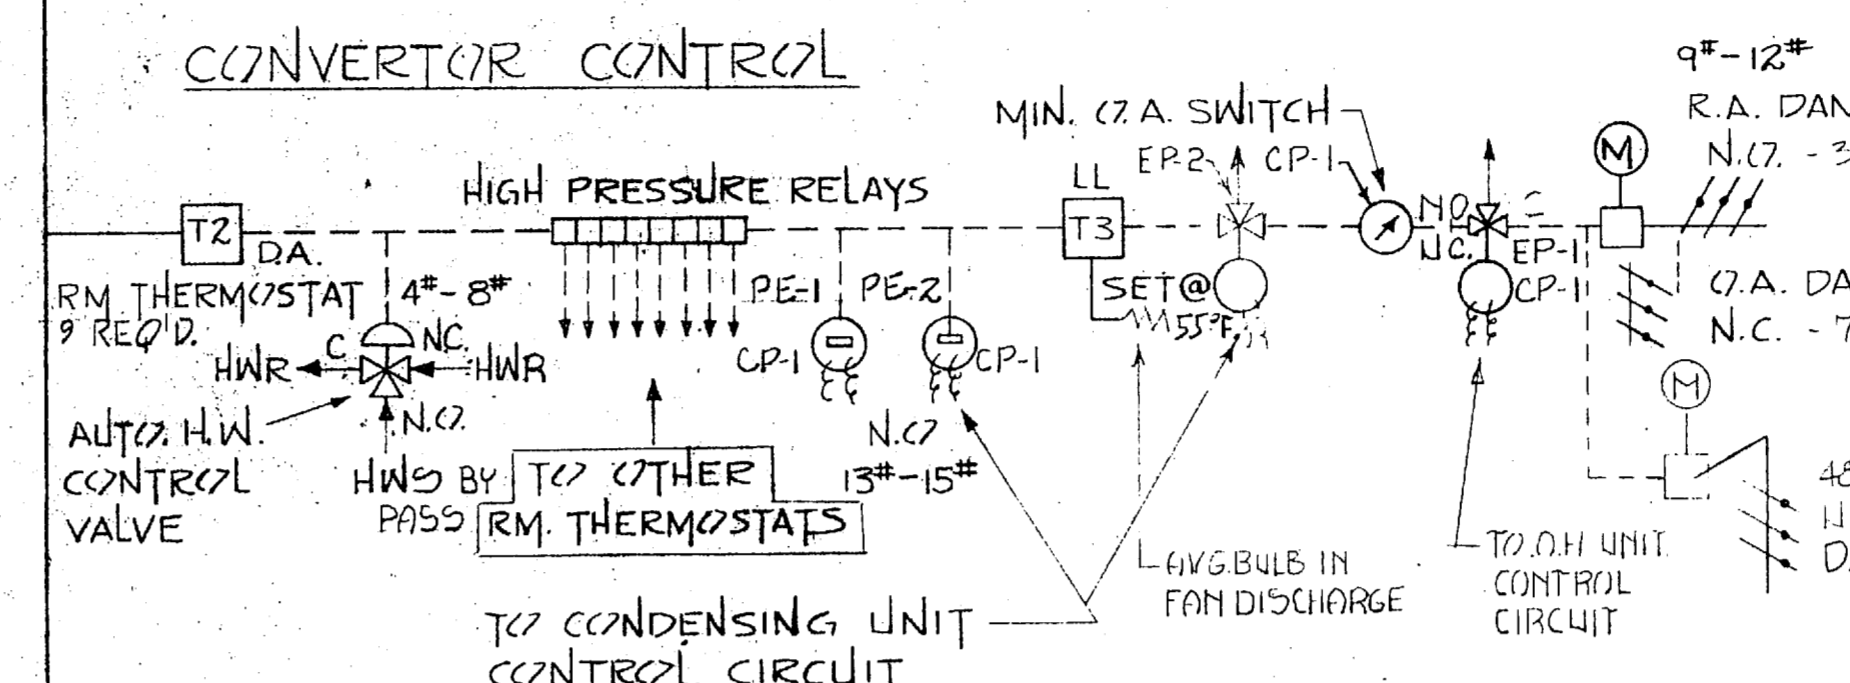 CONVERTOR CONTROL
9#-12#
R.A. DAM
N.O. - 3
MIN. O.A. SWITCH
EP-2
CP-1
HIGH PRESSURE RELAYS
LL
T2
D.A.
T3
N.O.
N.C.
EP-1
CP-1
M
RM THERMOSTAT
9 REQ'D.
4#-8#
PE-1
PE-2
SET@
55°F.
O.A. DA
N.C. - 7
C
N.C.
HWR
HWR
CP-1
CP-1
M
AUTO. H.W.
CONTROL
VALVE
N.O.
HWS BY
PASS
TO OTHER
RM. THERMOSTATS
N.O
13#-15#
48
D
AVG. BULB IN
FAN DISCHARGE
TO O.H UNIT
CONTROL
CIRCUIT
TO CONDENSING UNIT
CONTROL CIRCUIT